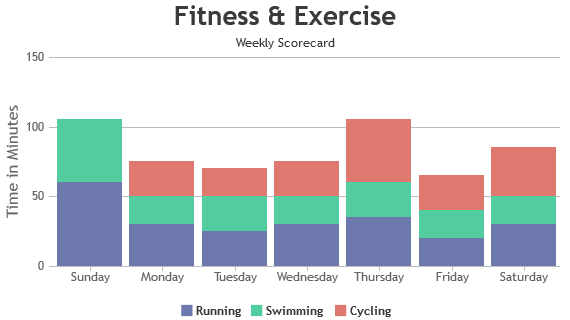 Fitness & Exercise
Weekly Scorecard
Time in Minutes
150
100
50
0
Sunday Monday Tuesday Wednesday Thursday Friday Saturday
Running Swimming Cycling